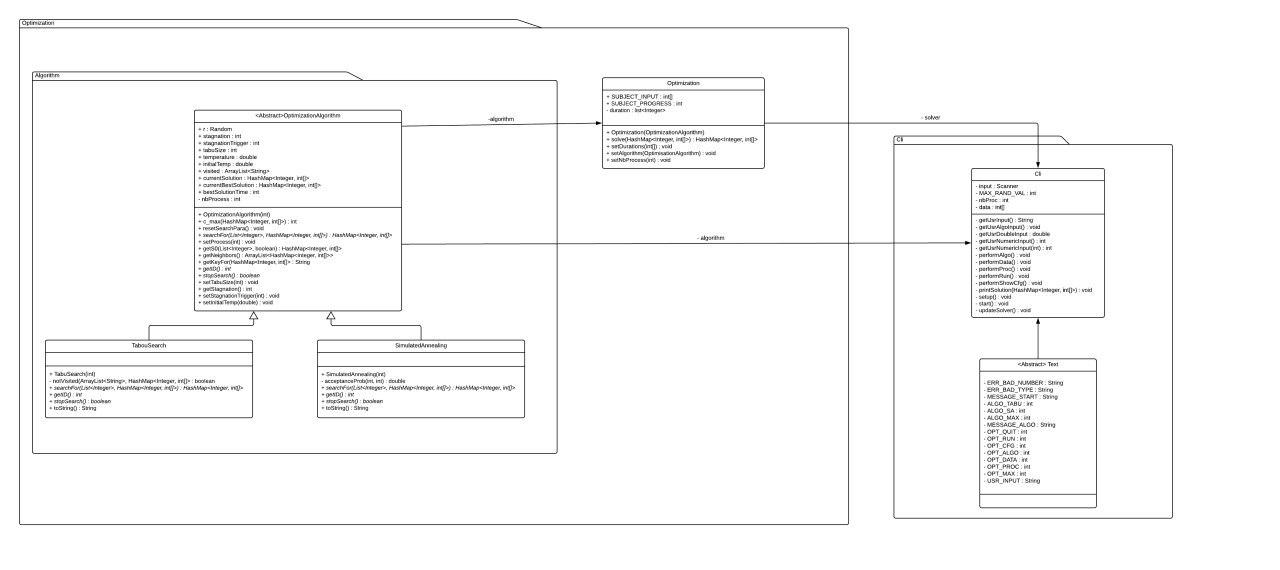 Optimization
Algorithm
<Abstract>OptimizationAlgorithm
+ r : Random
+ stagnation : int
+ stagnationTrigger : int
+ tabuSize : int
+ temperature : double
+ initialTemp : double
+ visited : ArrayList<String>
+ currentSolution : HashMap<Integer, int[]>
+ currentBestSolution : HashMap<Integer, int[]>
+ bestSolutionTime : int
- nbProcess : int
+ OptimizationAlgorithm(int)
+ c_max(HashMap<Integer, int[]>) : int
+ resetSearchPara() : void
+ searchFor(List<Integer>, HashMap<Integer, int[]>) : HashMap<Integer, int[]>
+ setProcess(int) : void
+ getS0(List<Integer>, boolean) : HashMap<Integer, int[]>
+ getNeighbors() : ArrayList<HashMap<Integer, int[]>>
+ getKeyFor(HashMap<Integer, int[]> : String
+ getID() : int
+ stopSearch() : boolean
+ setTabuSize(int) : void
+ getStagnation() : int
+ setStagnationTrigger(int) : void
+ setInitialTemp(double) : void
TabouSearch
+ TabuSearch(int)
- notVisited(ArrayList<String>, HashMap<Integer, int[]> : boolean
+ searchFor(List<Integer>, HashMap<Integer, int[]>) : HashMap<Integer, int[]>
+ getID() : int
+ stopSearch() : boolean
+ toString() : String
SimulatedAnnealing
+ SimulatedAnnealing(int)
- acceptanceProb(int, int) : double
+ searchFor(List<Integer>, HashMap<Integer, int[]>) : HashMap<Integer, int[]>
+ getID() : int
+ stopSearch() : boolean
+ toString() : String
-algorithm
Optimization
+ SUBJECT_INPUT : int[]
+ SUBJECT_PROGRESS : int
- duration : list<Integer>
+ Optimization(OptimizationAlgorithm)
+ solve(HashMap<Integer, int[]>) : HashMap<Integer, int[]>
+ setDurations(int[]) : void
+ setAlgorithm(OptimisationAlgorithm) : void
+ setNbProcess(int) : void
- solver
- algorithm
Cli
Cli
- input : Scanner
- MAX_RAND_VAL : int
- nbProc : int
- data : int[]
- getUsrInput() : String
- getUsrAlgoInput() : void
- getUsrDoubleInput : double
- getUsrNumericInput() : int
- getUsrNumericInput(int) : int
- performAlgo() : void
- performData() : void
- performProc() : void
- performRun() : void
- performShowCfg() : void
- printSolution(HashMap<Integer, int[]>) : void
- setup() : void
- start() : void
- updateSolver() : void
<Abstract> Text
- ERR_BAD_NUMBER : String
- ERR_BAD_TYPE : String
- MESSAGE_START : String
- ALGO_TABU : int
- ALGO_SA : int
- ALGO_MAX : int
- MESSAGE_ALGO : String
- OPT_QUIT : int
- OPT_RUN : int
- OPT_CFG : int
- OPT_ALGO : int
- OPT_DATA : int
- OPT_PROC : int
- OPT_MAX : int
- USR_INPUT : String